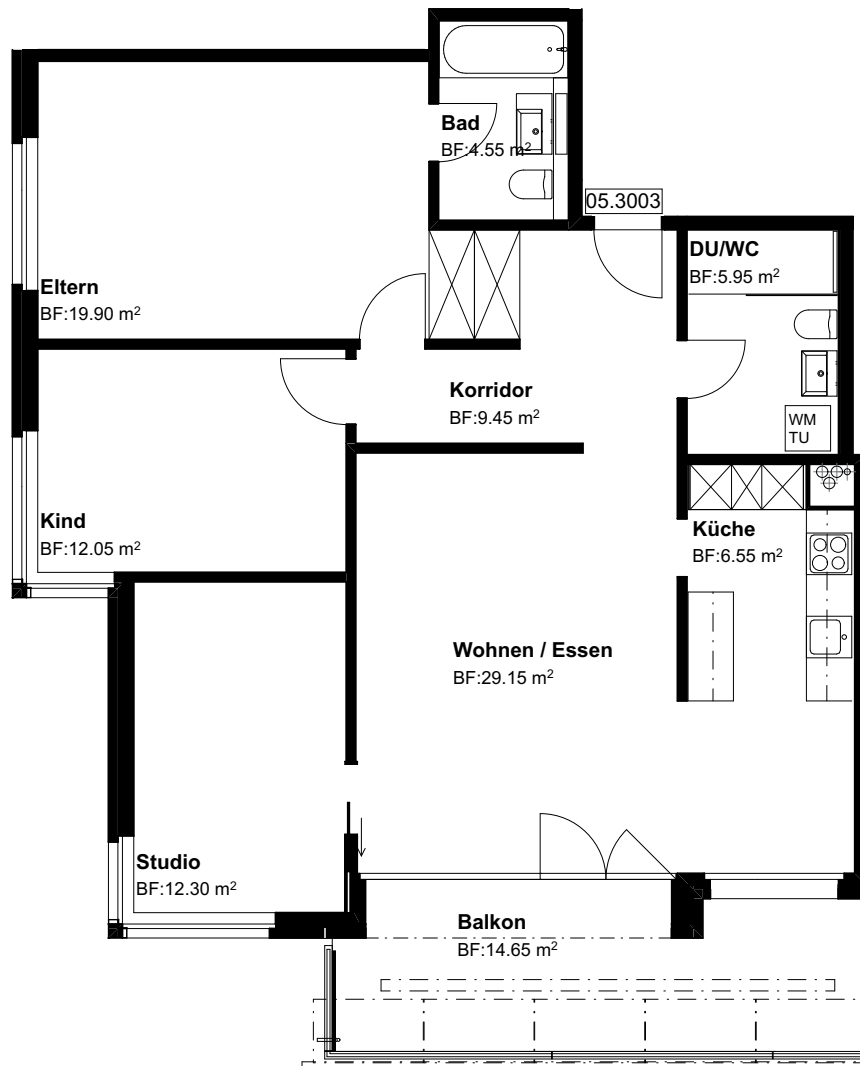 Bad
BF:4.55 m²
05.3003
DU/WC
BF:5.95 m²
Eltern
BF:19.90 m²
Korridor
BF:9.45 m²
WM
TU
Kind
BF:12.05 m²
Küche
BF:6.55 m²
Wohnen / Essen
BF:29.15 m²
Studio
BF:12.30 m²
Balkon
BF:14.65 m²